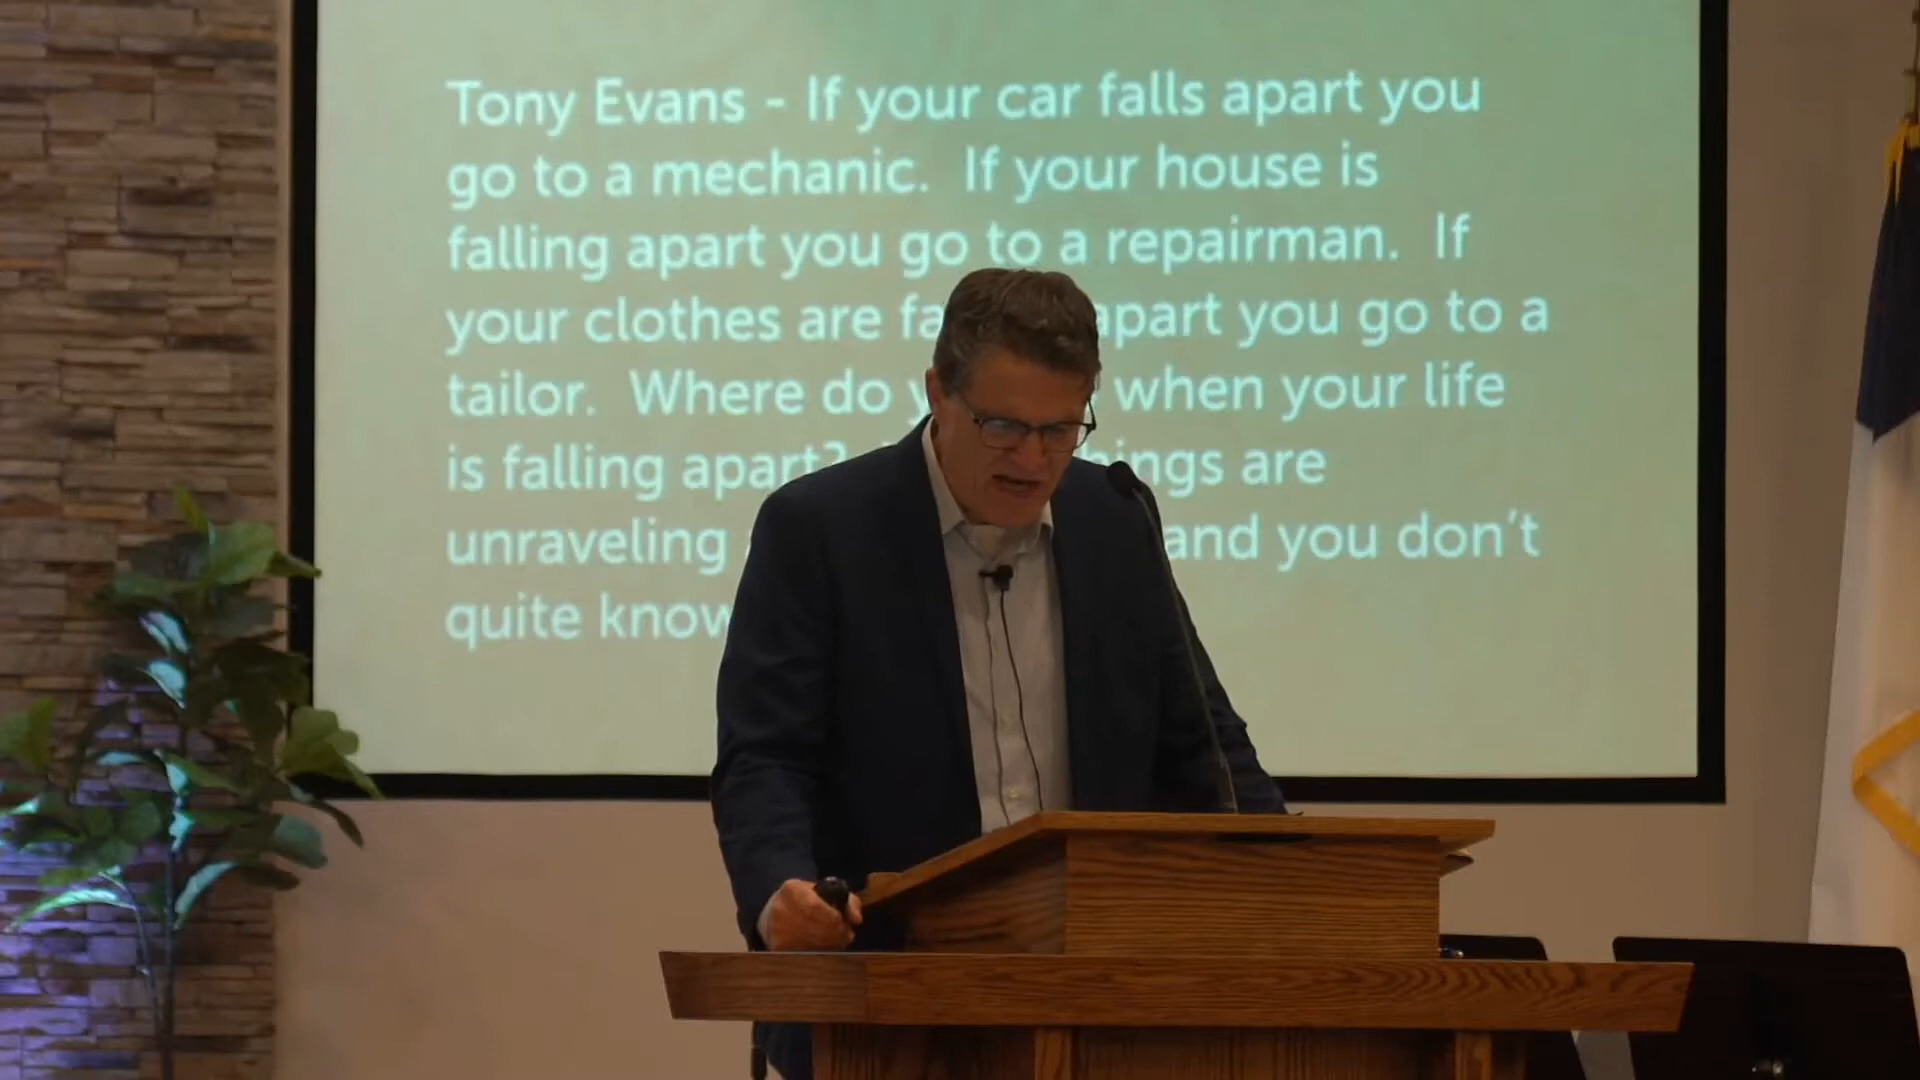 Tony Evans - If your car falls apart you
go to a mechanic. If your house is
falling apart you go to a repairman. If
your clothes are apart you go to a
tailor. Where do when your life
is falling apart? are
unraveling and you don't
quite know